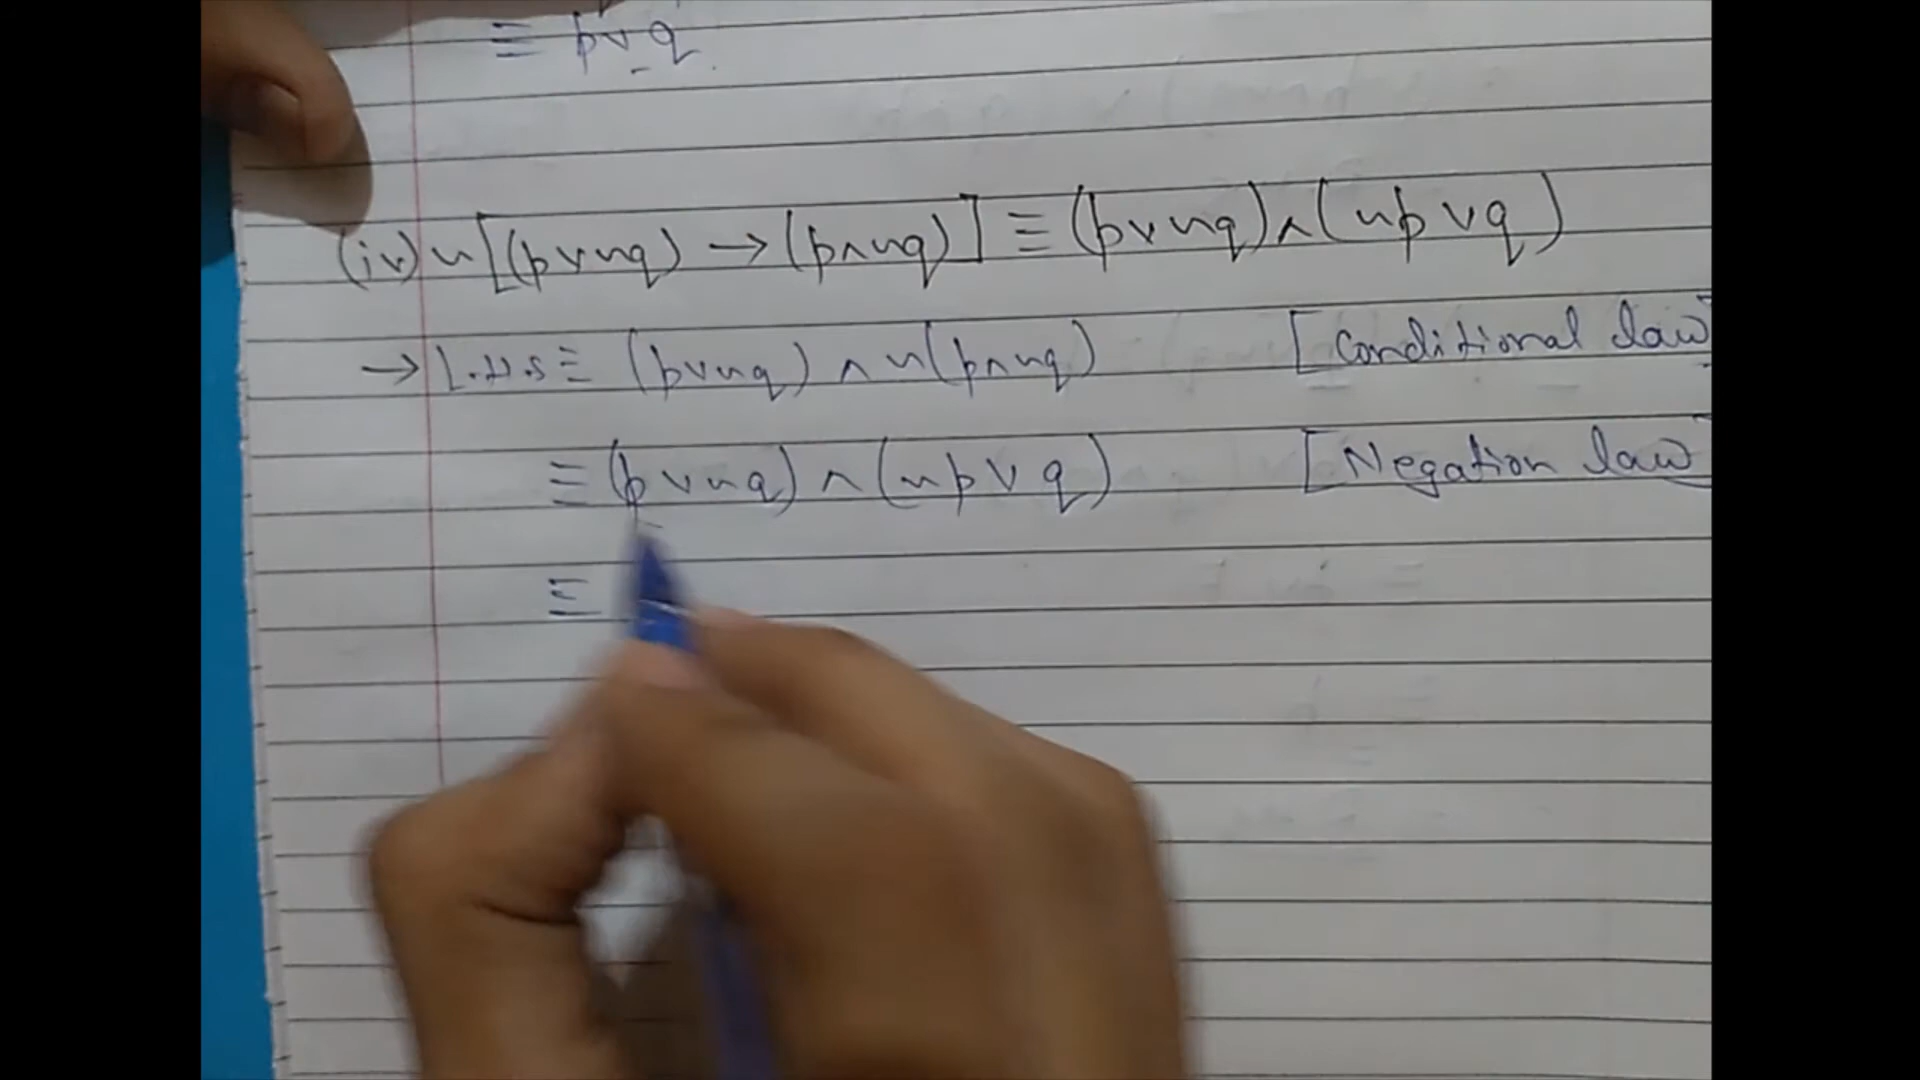 ≡ p∨q
(iv) ~[(p∨~q) → (p∧~q)] ≡ (p∨~q)∧(~p∨q)
→ L.H.S ≡ (p∨~q) ∧ ~(p∧~q) [Conditional law]
≡ (p∨~q) ∧ (~p∨q) [Negation law]
≡